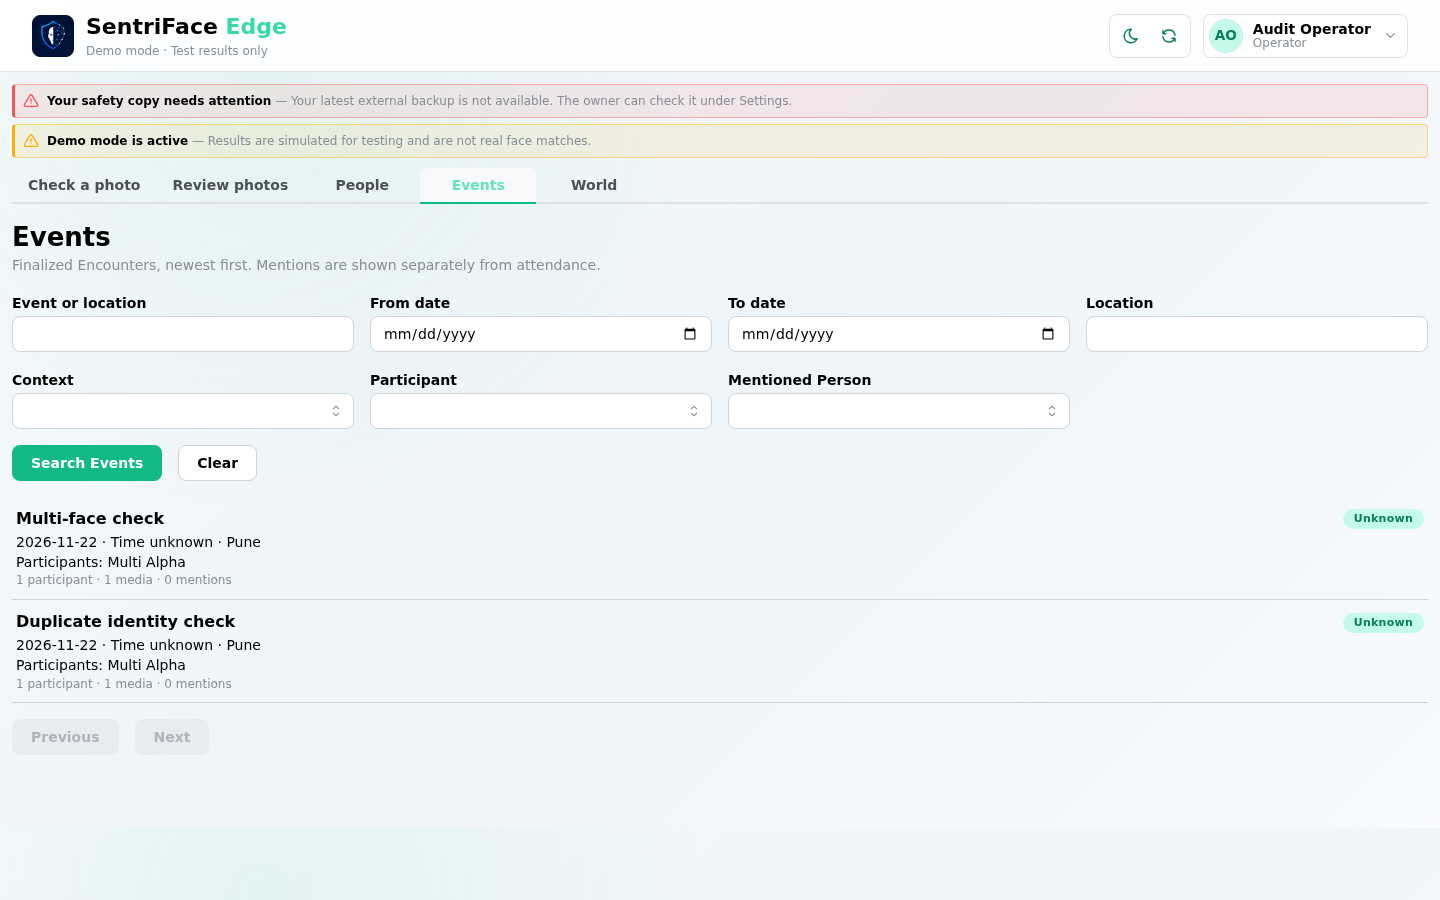 SentriFace Edge
Demo mode · Test results only
AO
Audit Operator
Operator
Your safety copy needs attention — Your latest external backup is not available. The owner can check it under Settings.
Demo mode is active — Results are simulated for testing and are not real face matches.
Check a photo Review photos People Events World
Events
Finalized Encounters, newest first. Mentions are shown separately from attendance.
Event or location From date To date Location
mm/dd/yyyy mm/dd/yyyy
Context Participant Mentioned Person
Search Events Clear
Multi-face check Unknown
2026-11-22 · Time unknown · Pune
Participants: Multi Alpha
1 participant · 1 media · 0 mentions
Duplicate identity check Unknown
2026-11-22 · Time unknown · Pune
Participants: Multi Alpha
1 participant · 1 media · 0 mentions
Previous Next